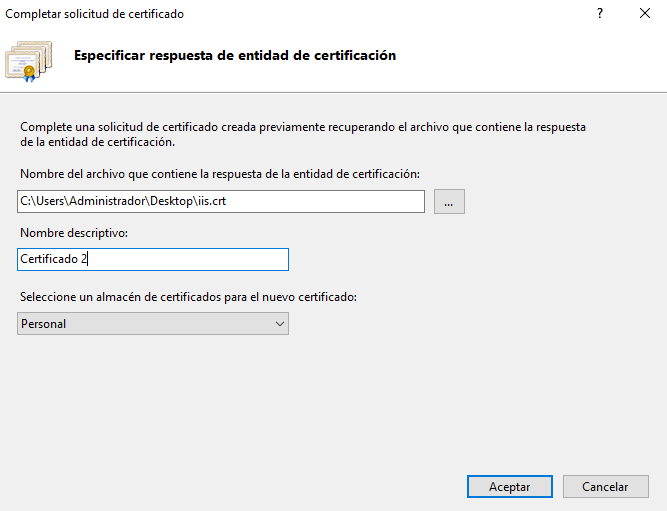 Completar solicitud de certificado
?
Especificar respuesta de entidad de certificación
Complete una solicitud de certificado creada previamente recuperando el archivo que contiene la respuesta
de la entidad de certificación.
Nombre del archivo que contiene la respuesta de la entidad de certificación:
C:\Users\Administrador\Desktop\iis.crt
...
Nombre descriptivo:
Certificado 2
Seleccione un almacén de certificados para el nuevo certificado:
Personal
Aceptar
Cancelar